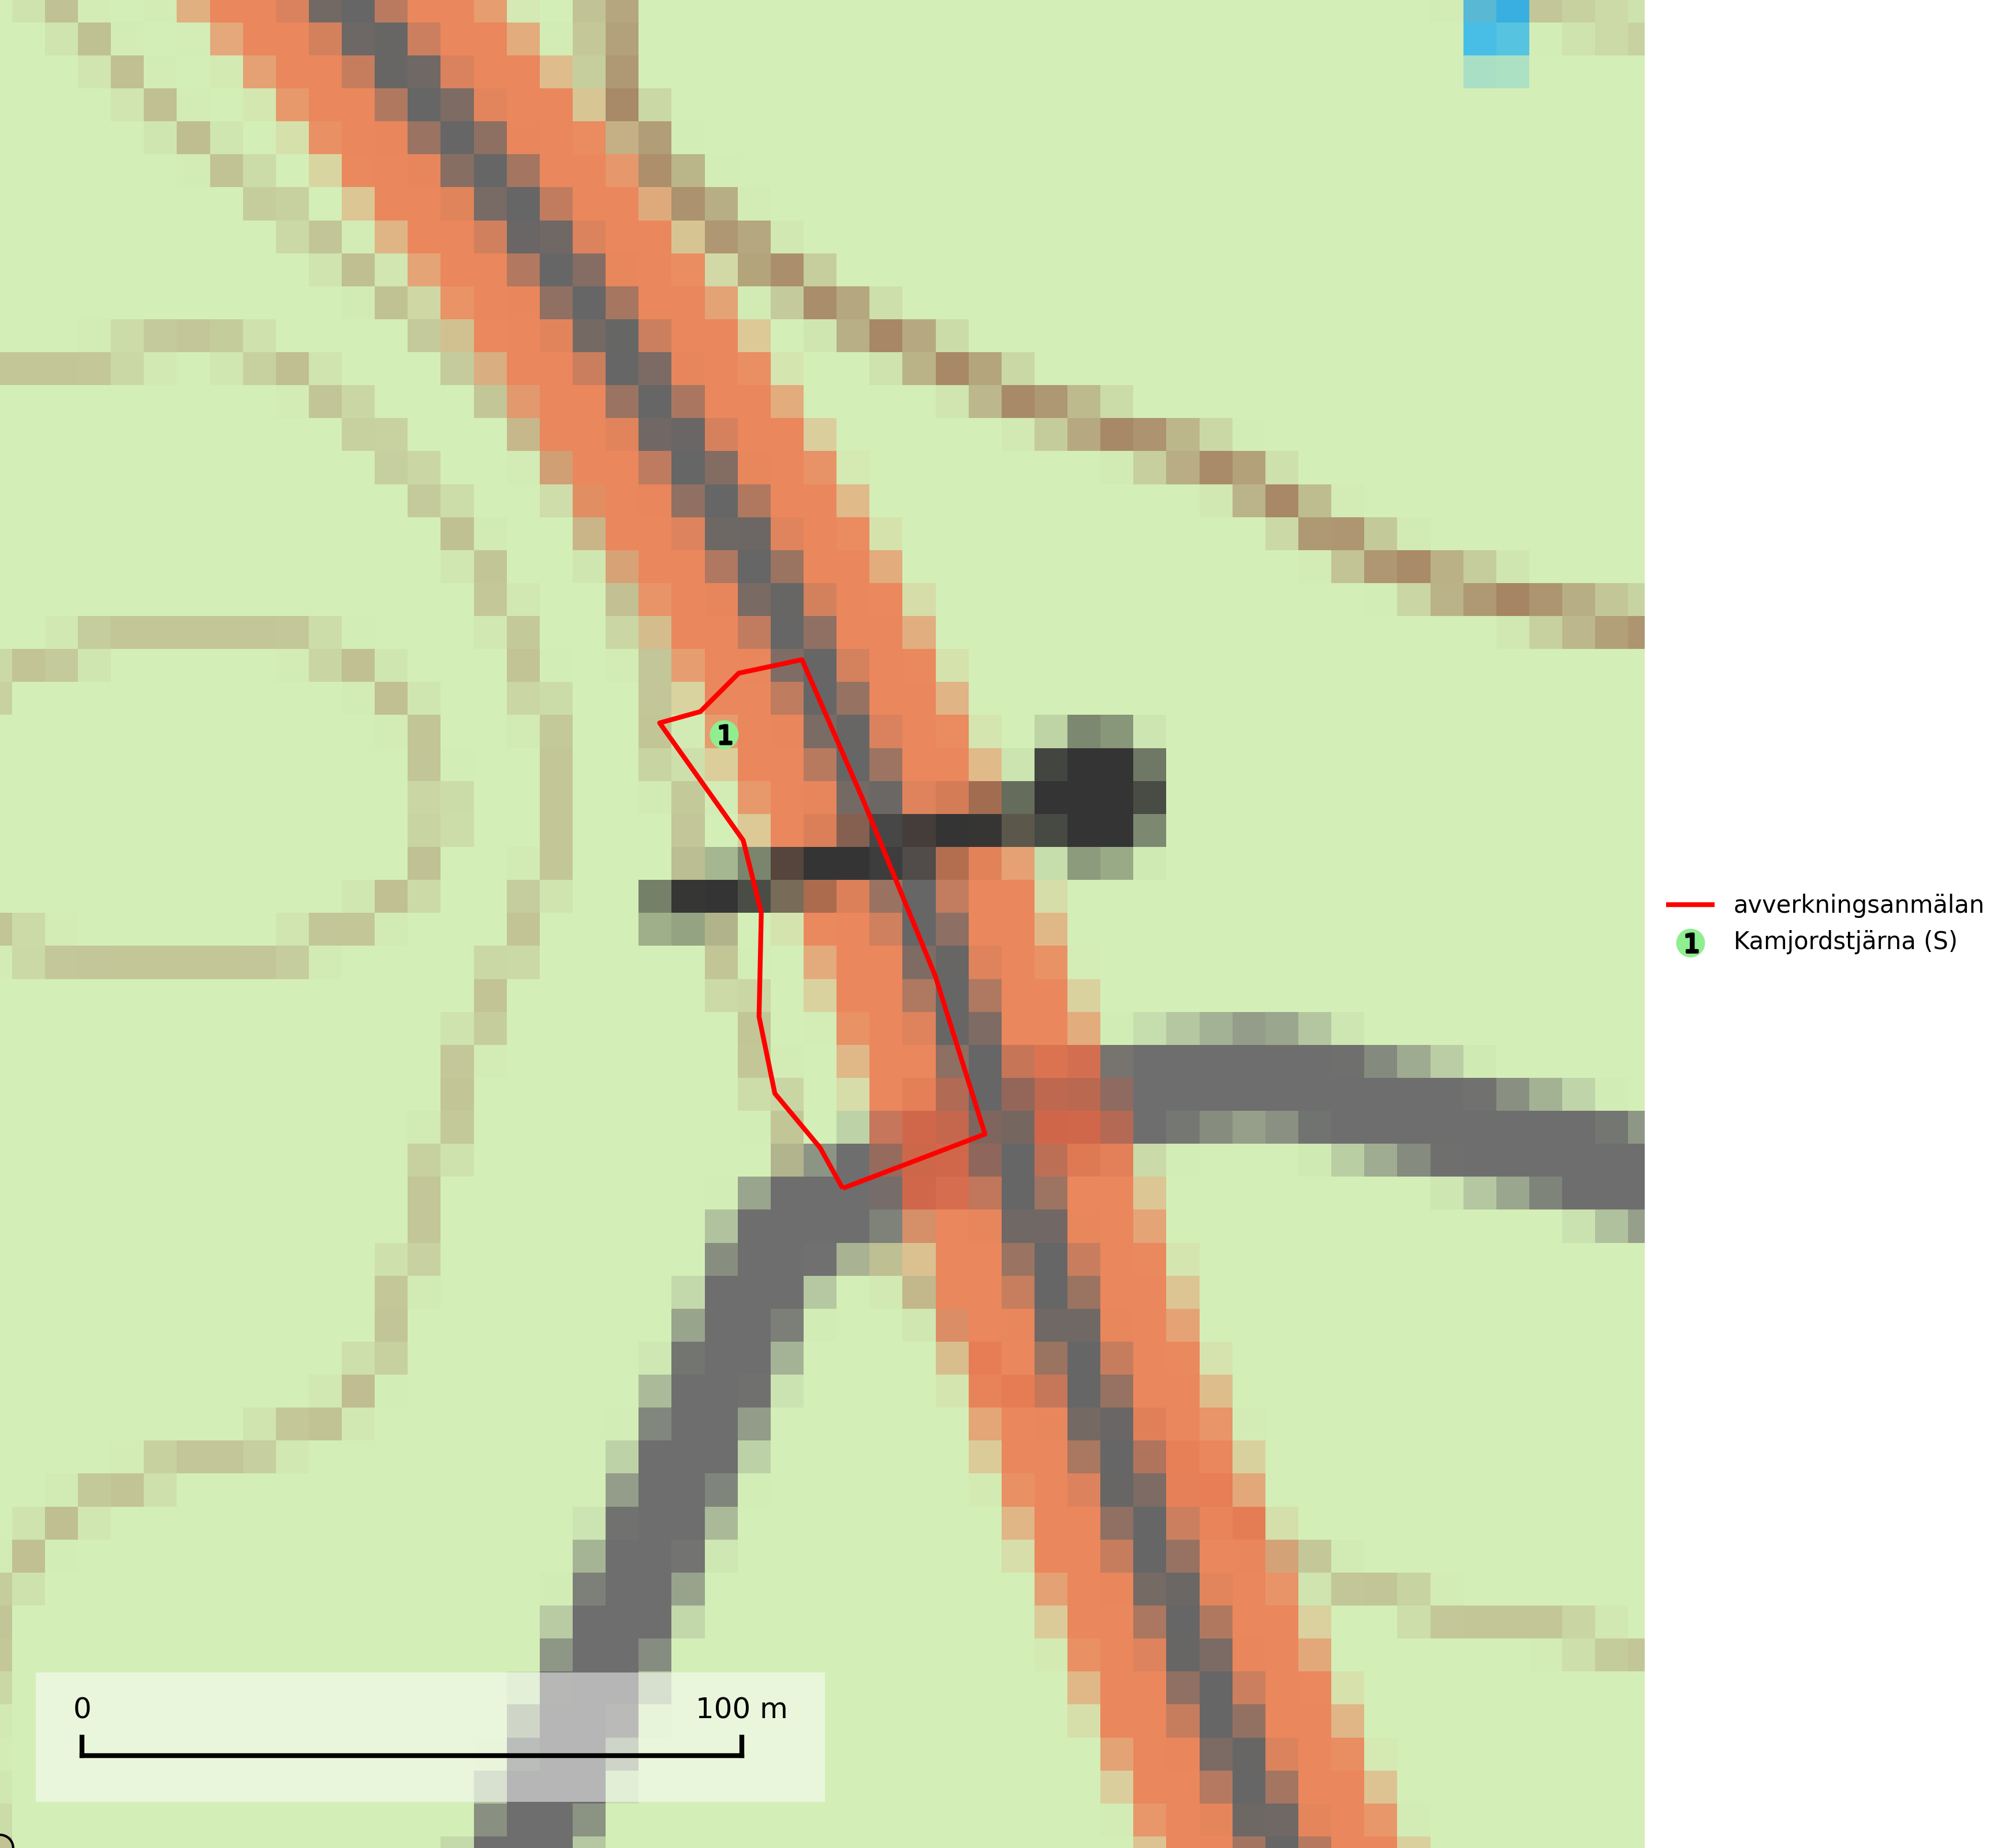 1
avverkningsanmälan
1 Kamjordstjärna (S)
0 100 m